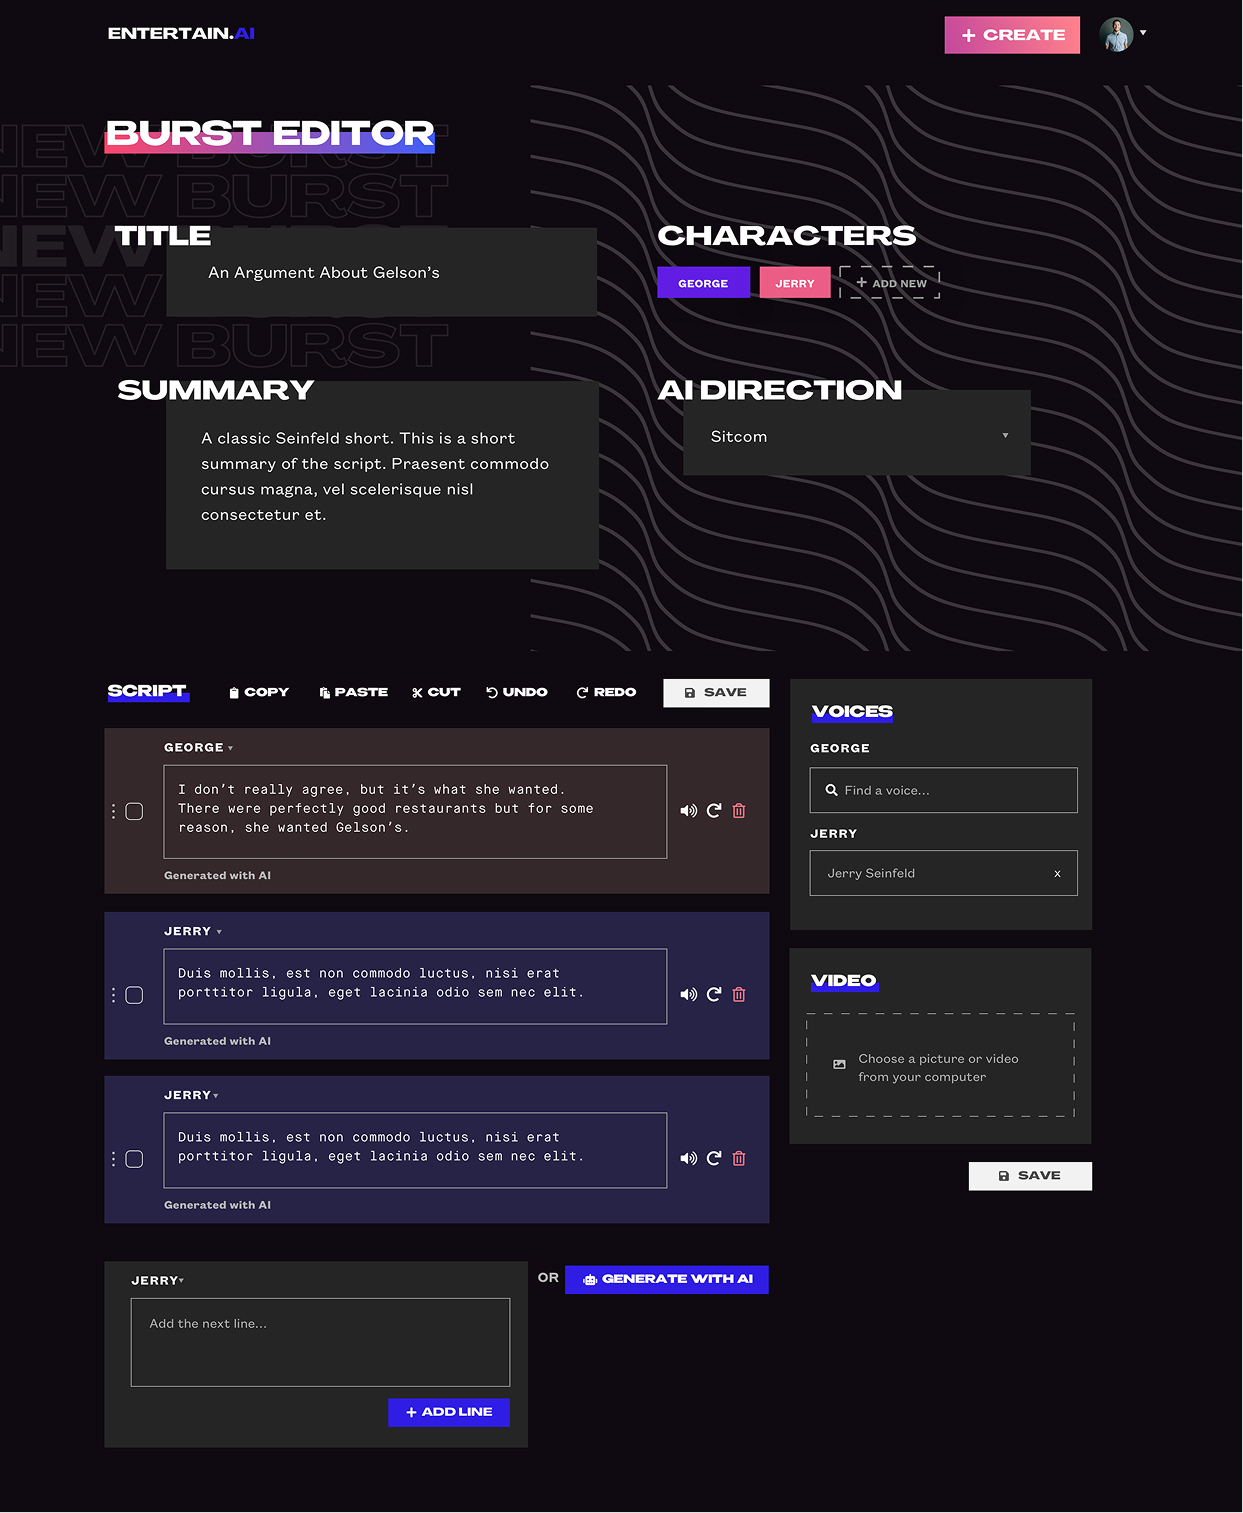 ENTERTAIN.AI
+ CREATE
BURST EDITOR
NEW BURST
NEW BURST
NEW
NEW BURST
NEW BURST
TITLE
An Argument About Gelson's
CHARACTERS
GEORGE
JERRY
+ ADD NEW
SUMMARY
A classic Seinfeld short. This is a short
summary of the script. Praesent commodo
cursus magna, vel scelerisque nisl
consectetur et.
AI DIRECTION
Sitcom
SCRIPT
COPY
PASTE
CUT
UNDO
REDO
SAVE
GEORGE
I don't really agree, but it's what she wanted.
There were perfectly good restaurants but for some
reason, she wanted Gelson's.
Generated with AI
JERRY
Duis mollis, est non commodo luctus, nisi erat
porttitor ligula, eget lacinia odio sem nec elit.
Generated with AI
JERRY
Duis mollis, est non commodo luctus, nisi erat
porttitor ligula, eget lacinia odio sem nec elit.
Generated with AI
JERRY
Add the next line...
+ ADD LINE
OR
GENERATE WITH AI
VOICES
GEORGE
Find a voice...
JERRY
Jerry Seinfeld
x
VIDEO
Choose a picture or video
from your computer
SAVE